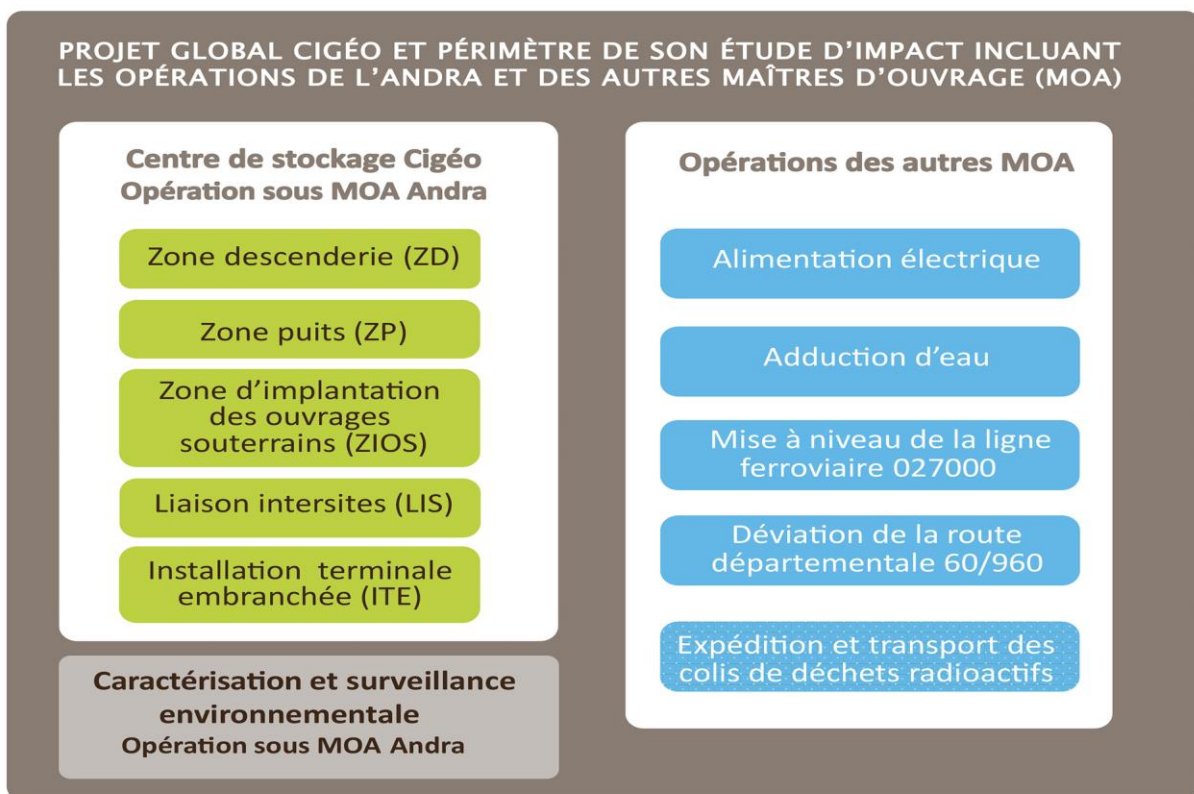 PROJET GLOBAL CIGÉO ET PÉRIMÈTRE DE SON ÉTUDE D’IMPACT INCLUANT
LES OPÉRATIONS DE L’ANDRA ET DES AUTRES MAÎTRES D’OUVRAGE (MOA)
Centre de stockage Cigéo
Opération sous MOA Andra
Zone descenderie (ZD)
Zone puits (ZP)
Zone d’implantation
des ouvrages
souterrains (ZIOS)
Liaison intersites (LIS)
Installation terminale
embranchée (ITE)
Caractérisation et surveillance
environnementale
Opération sous MOA Andra
Opérations des autres MOA
Alimentation électrique
Adduction d’eau
Mise à niveau de la ligne
ferroviaire 027000
Déviation de la route
départementale 60/960
Expédition et transport des
colis de déchets radioactifs